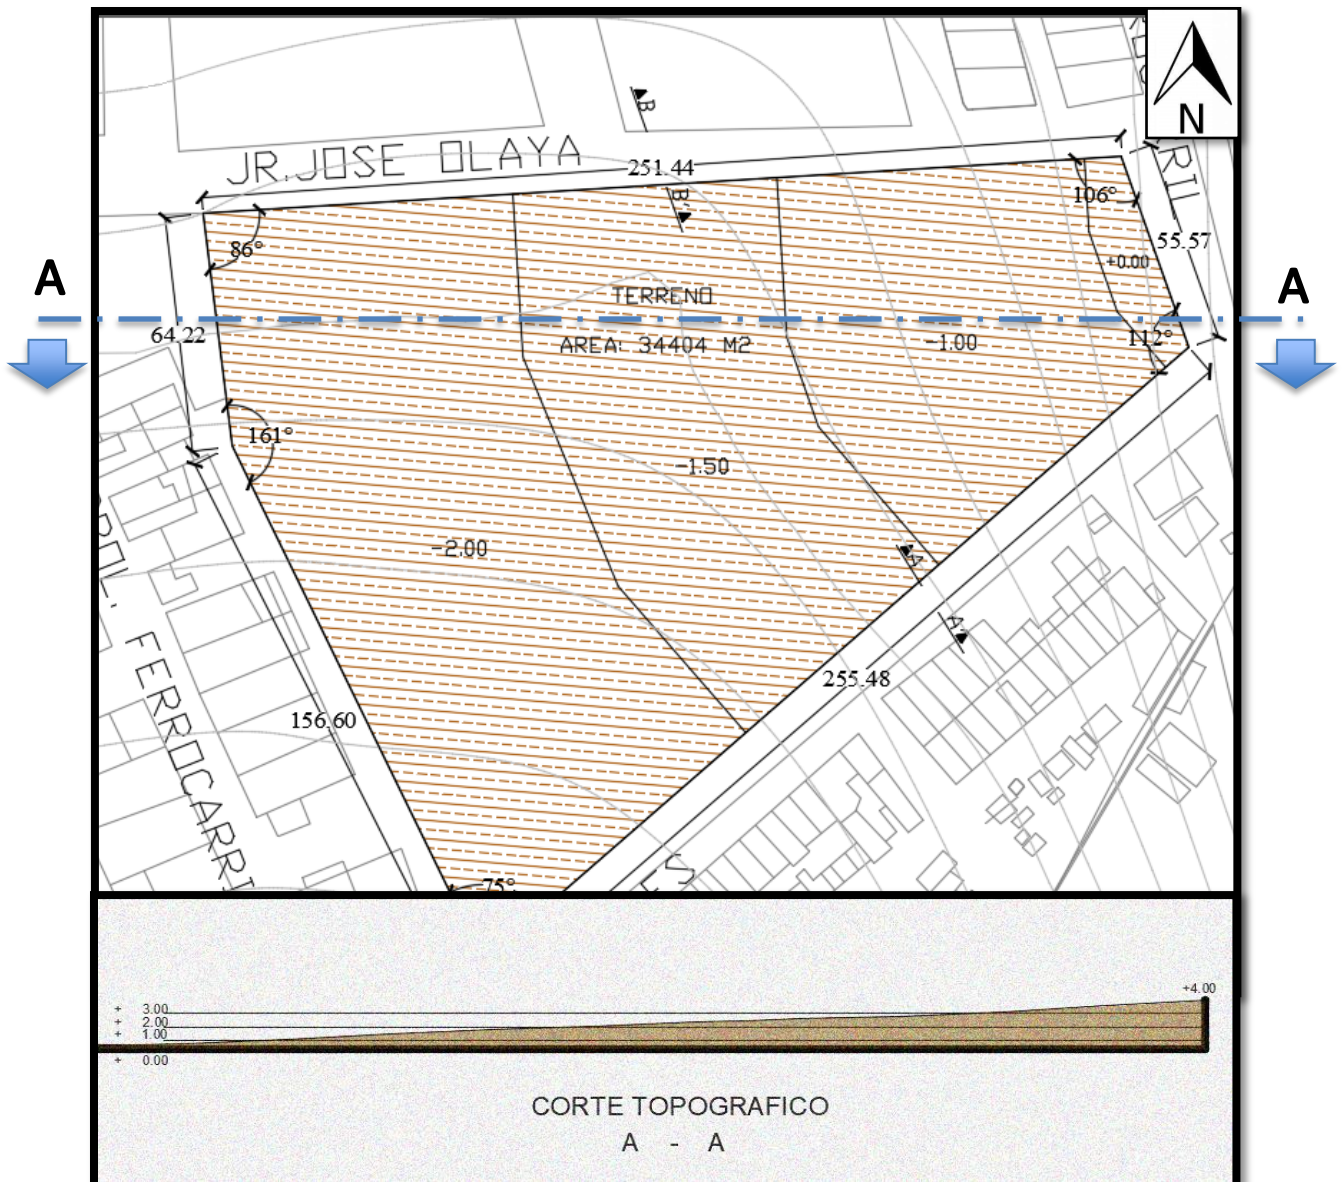 N
B
JR.JOSE OLAYA
251.44
B'
106°
RIL
86°
55.57
+0.00
A
A
TERRENO
64.22
112°
AREA: 34404 M2
-1.00
161°
-1.50
-2.00
A
A'
255.48
FERROCARRI
156.60
75°
+4.00
+ 3.00
+ 2.00
+ 1.00
+ 0.00
CORTE TOPOGRAFICO
A - A